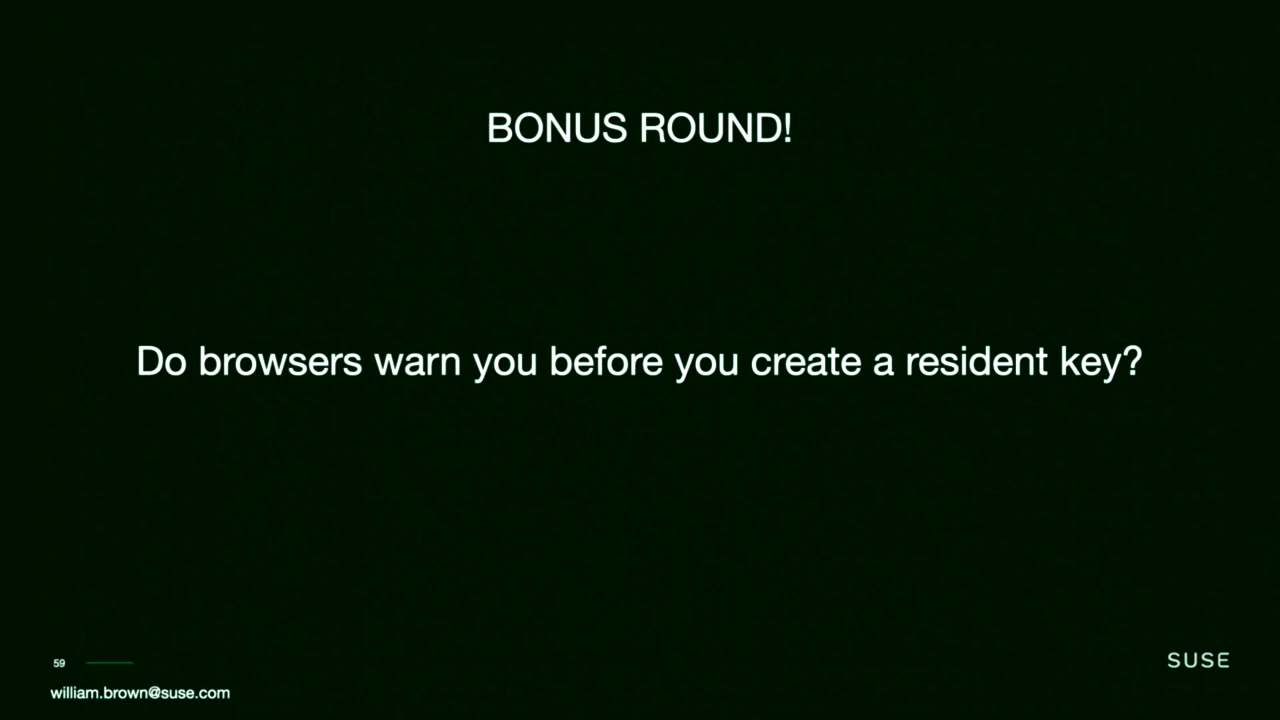 BONUS ROUND!
Do browsers warn you before you create a resident key?
59
SUSE
william.brown@suse.com